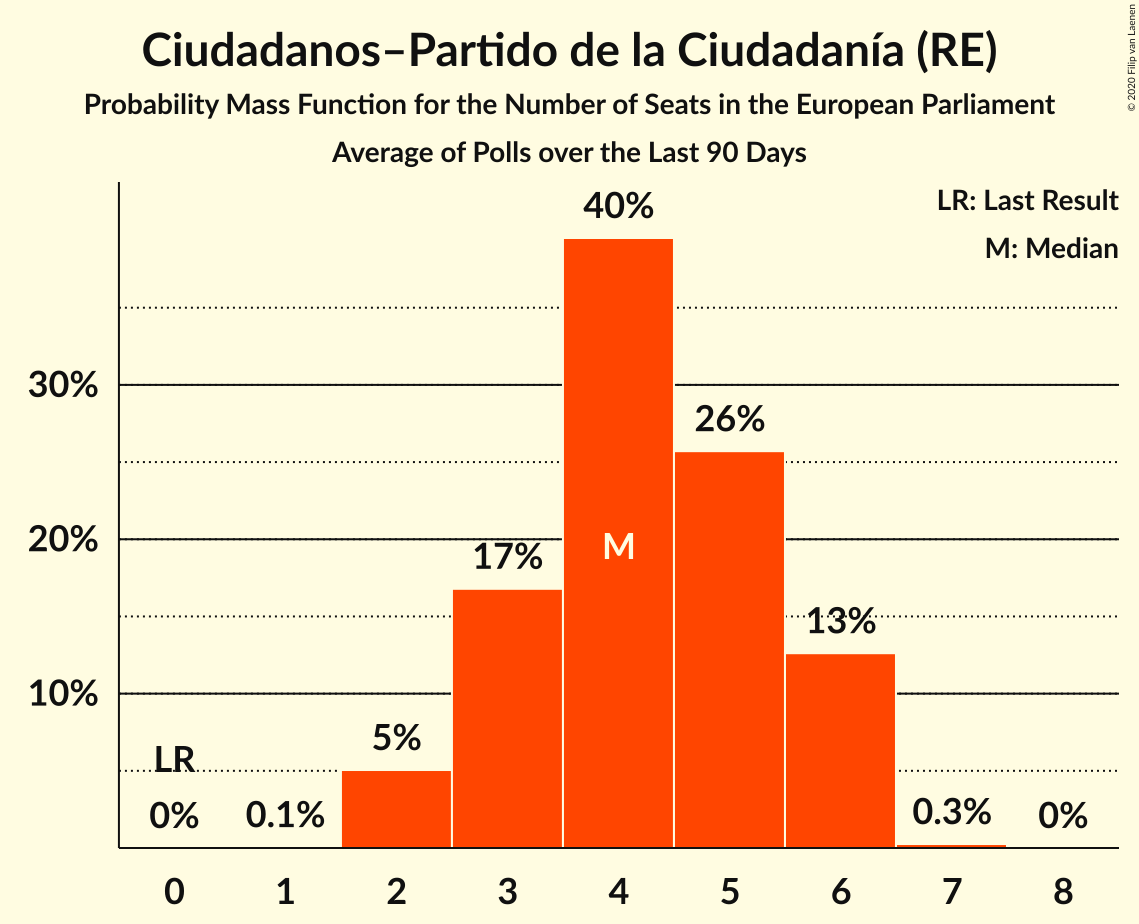 Ciudadanos–Partido de la Ciudadanía (RE)
Probability Mass Function for the Number of Seats in the European Parliament
Average of Polls over the Last 90 Days
© 2020 Filip van Laenen
LR: Last Result
M: Median
40%
30%
26%
20%
17%
M
13%
10%
5%
LR
0%
0.1%
0.3%
0%
0 1 2 3 4 5 6 7 8